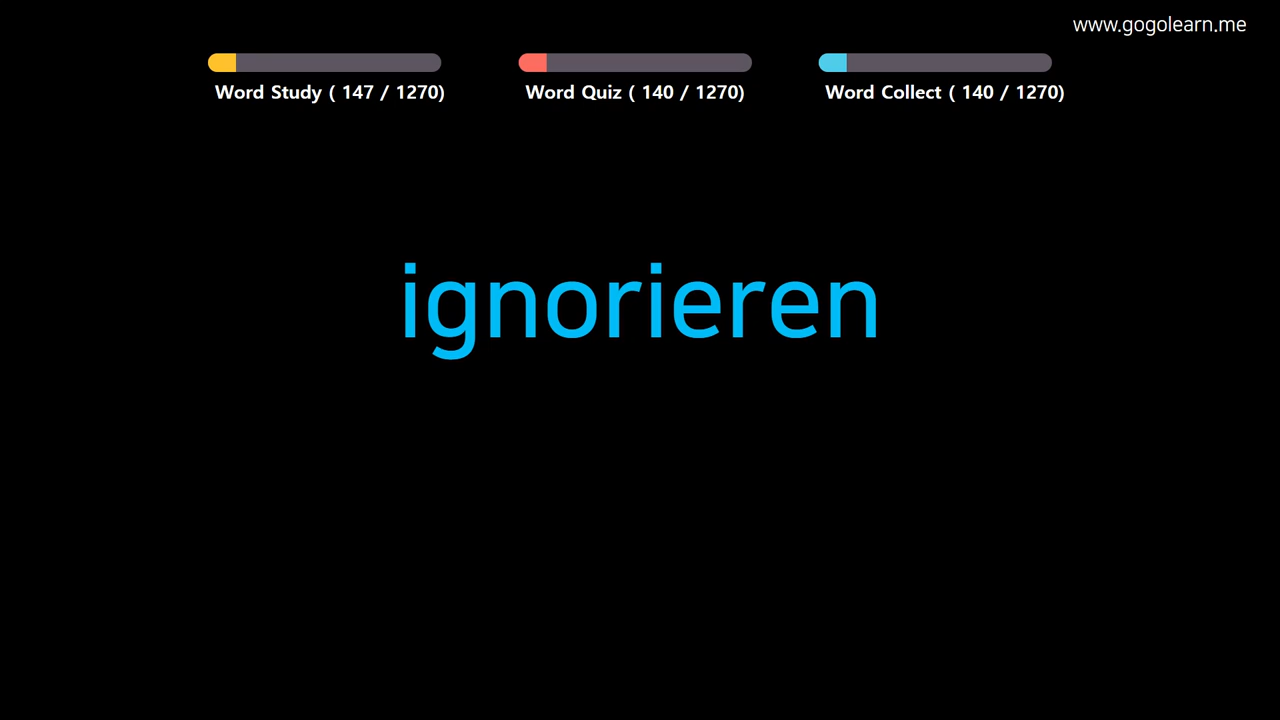 www.gogolearn.me
Word Study ( 147 / 1270)
Word Quiz ( 140 / 1270)
Word Collect ( 140 / 1270)
ignorieren